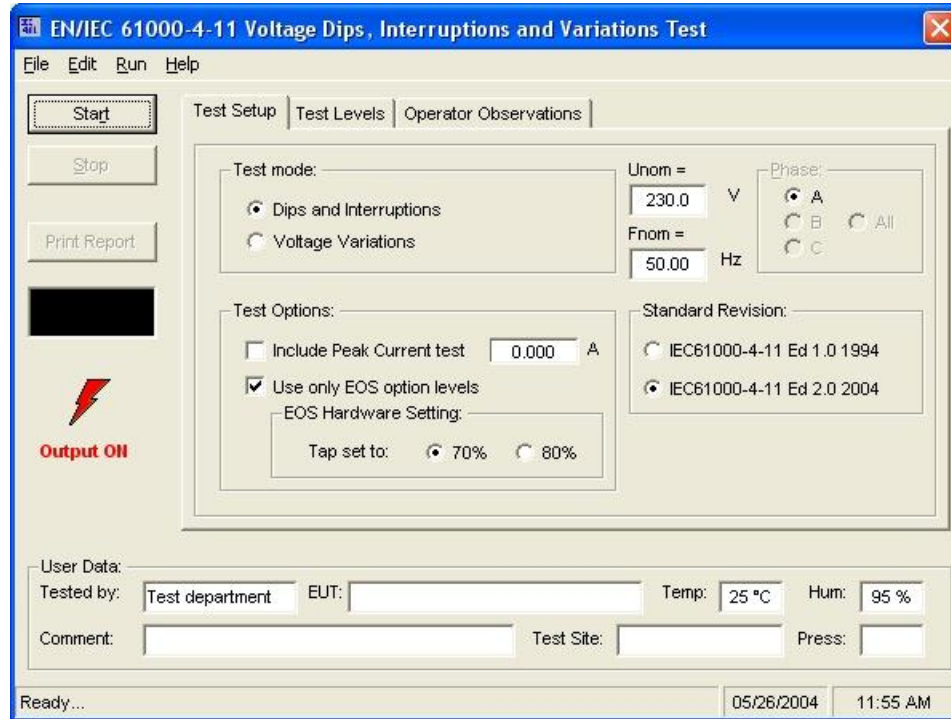 EN/IEC 61000-4-11 Voltage Dips, Interruptions and Variations Test
File Edit Run Help
Start
Stop
Print Report
Output ON
Test Setup
Test Levels
Operator Observations
Test mode:
Dips and Interruptions
Voltage Variations
Unom =
230.0 V
Fnom =
50.00 Hz
Phase:
A
B
C
All
Test Options:
Include Peak Current test 0.000 A
Use only EOS option levels
EOS Hardware Setting:
Tap set to: 70% 80%
Standard Revision:
IEC61000-4-11 Ed 1.0 1994
IEC61000-4-11 Ed 2.0 2004
User Data:
Tested by: Test department EUT: Temp: 25 °C Hum: 95 %
Comment: Test Site: Press:
Ready... 05/26/2004 11:55 AM